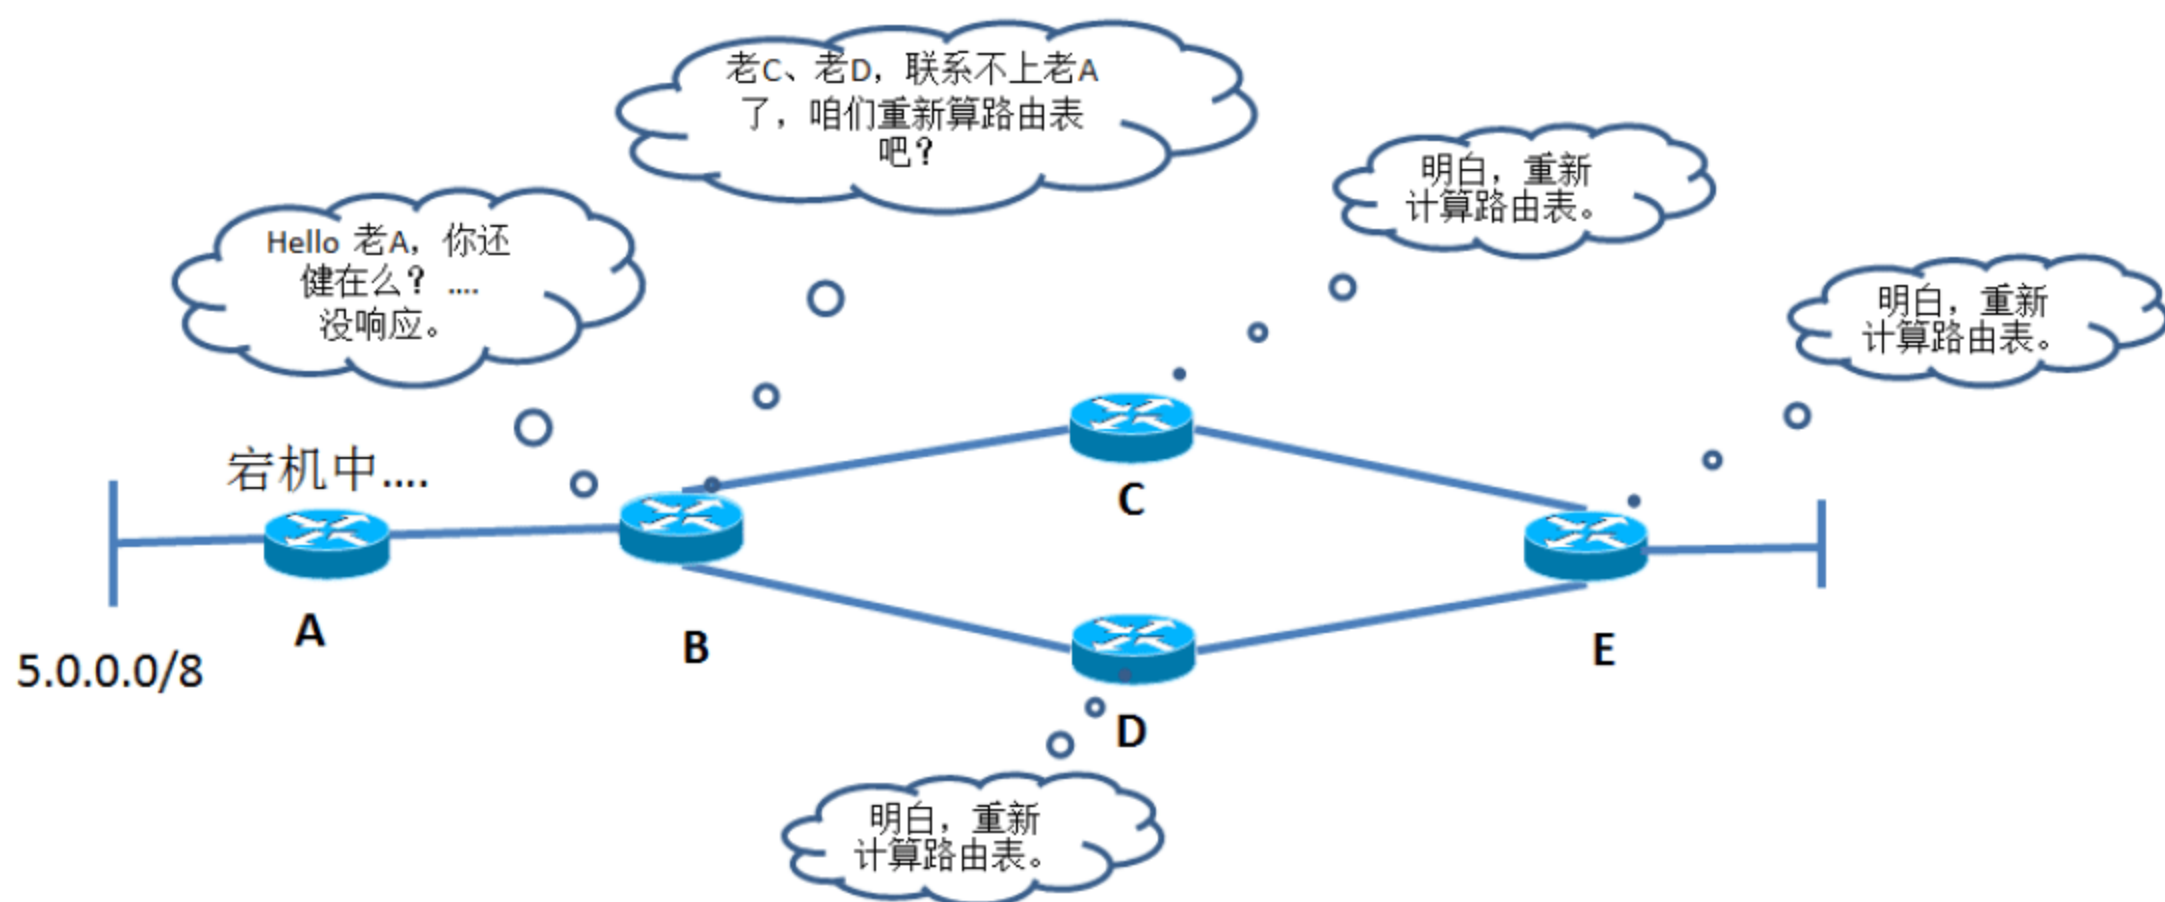 老C、老D，联系不上老A
了，咱们重新算路由表
吧？
明白，重新
计算路由表。
Hello 老A，你还
健在么？ ....
没响应。
明白，重新
计算路由表。
宕机中....
C
A
B
E
5.0.0.0/8
D
明白，重新
计算路由表。